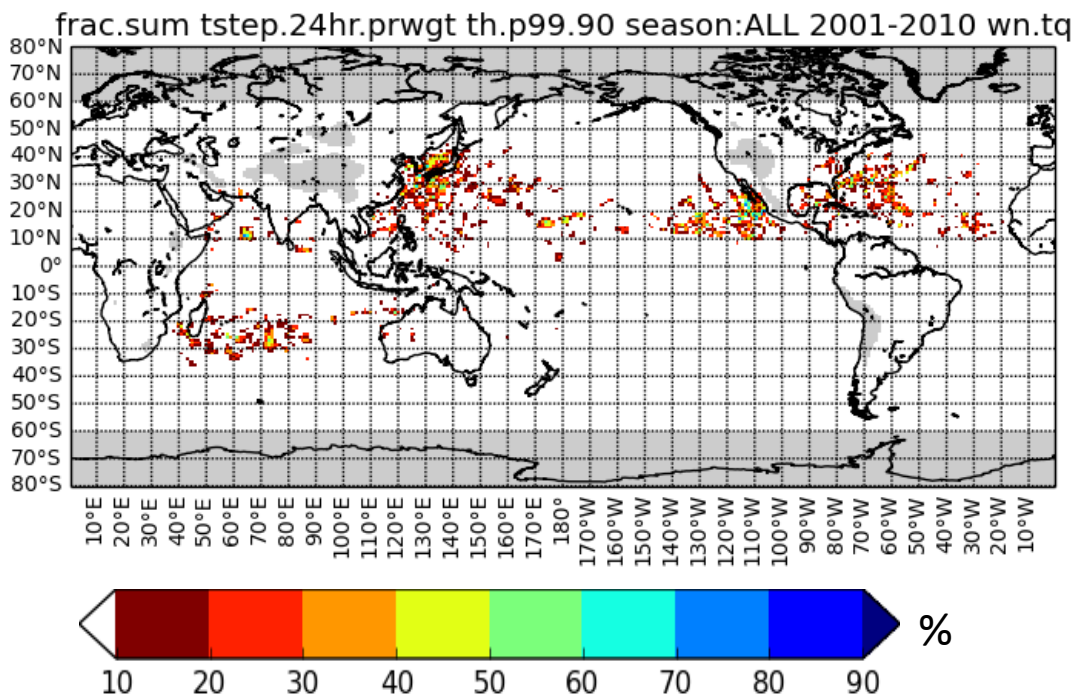 frac.sum tstep.24hr.prwgt th.p99.90 season:ALL 2001-2010 wn.tq
80°N
70°N
60°N
50°N
40°N
30°N
20°N
10°N
0°
10°S
20°S
30°S
40°S
50°S
60°S
70°S
80°S
10°E 20°E 30°E 40°E 50°E 60°E 70°E 80°E 90°E 100°E 110°E 120°E 130°E 140°E 150°E 160°E 170°E 180° 170°W 160°W 150°W 140°W 130°W 120°W 110°W 100°W 90°W 80°W 70°W 60°W 50°W 40°W 30°W 20°W 10°W
%
10 20 30 40 50 60 70 80 90